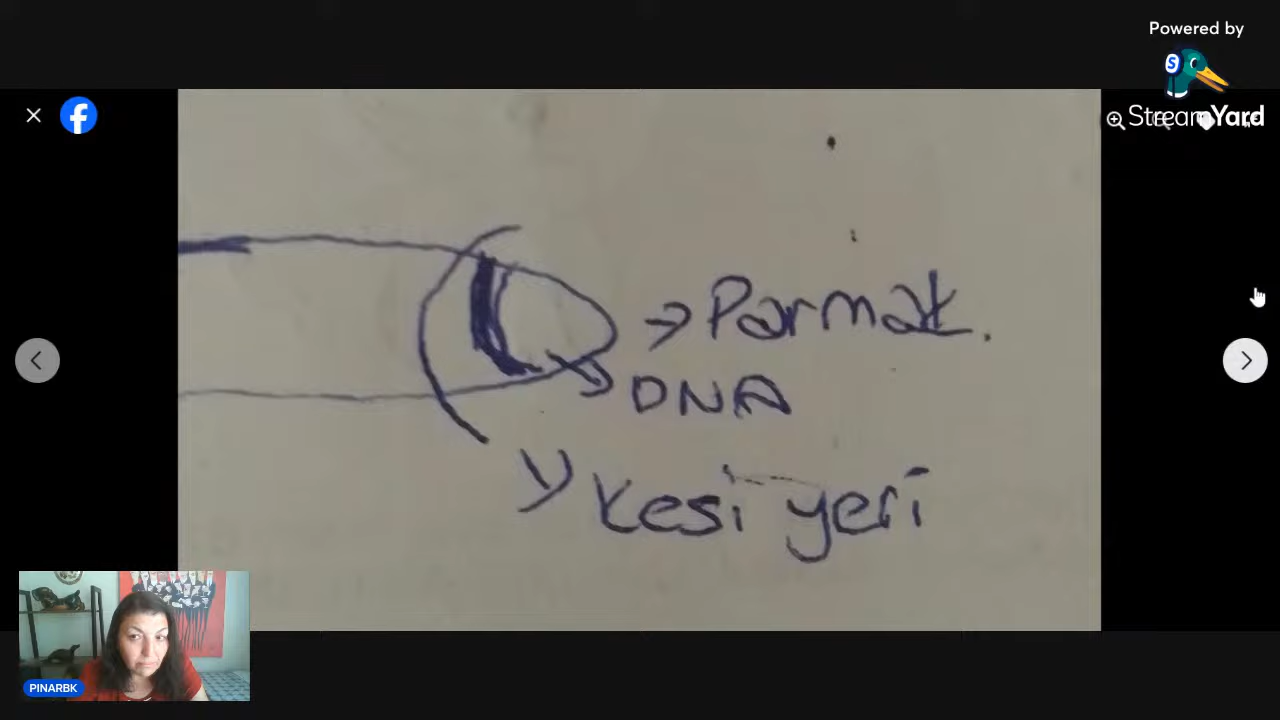 Powered by
StreamYard
→ Parmak.
DNA
Kesi yeri
PINARBK